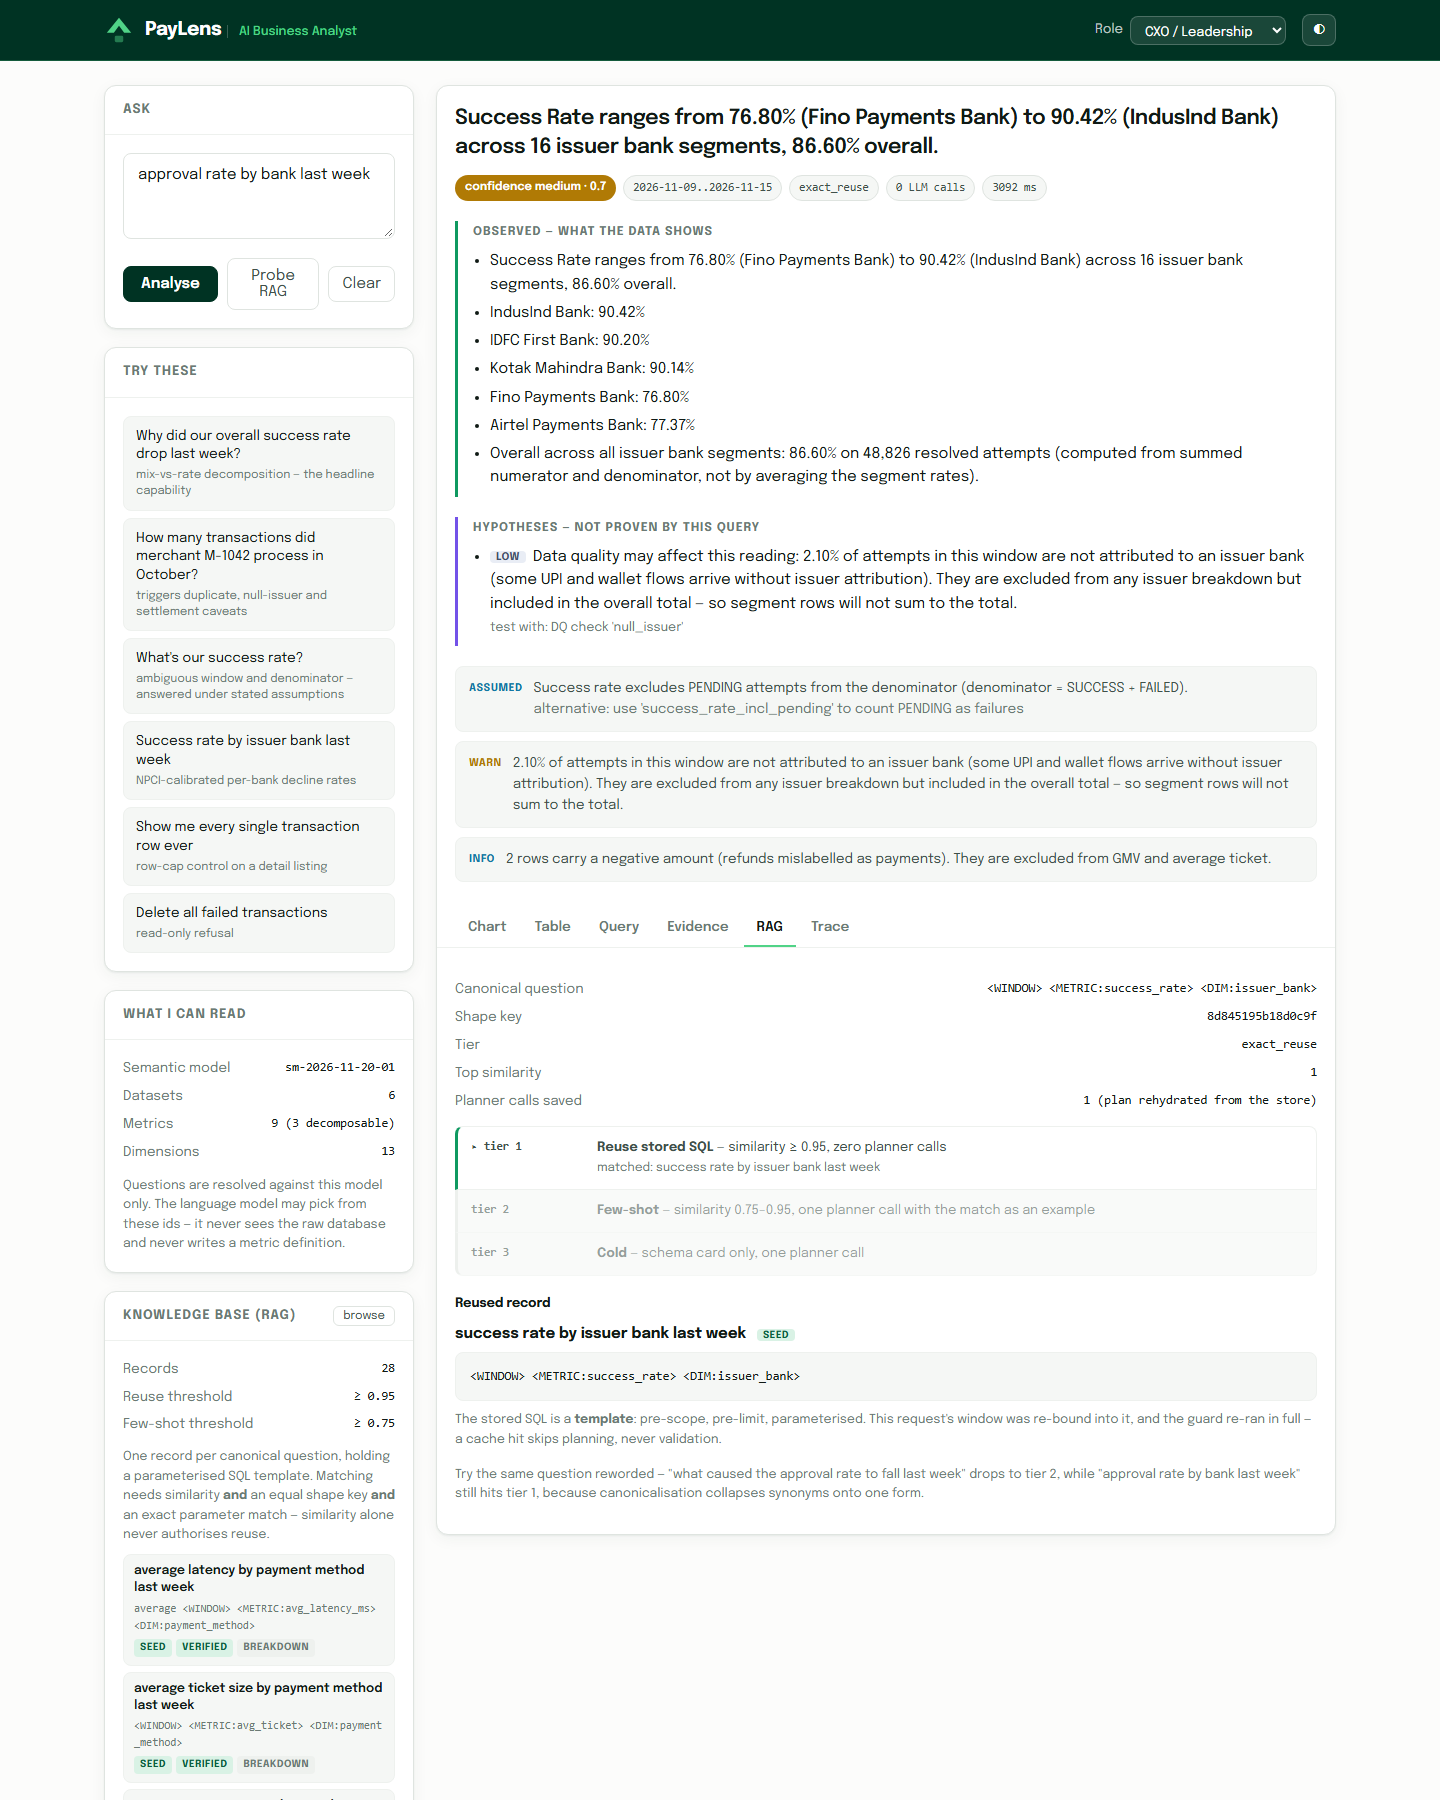 PayLens
AI Business Analyst
Role
CXO / Leadership
ASK
approval rate by bank last week
Analyse
Probe
RAG
Clear
TRY THESE
Why did our overall success rate
drop last week?
mix-vs-rate decomposition – the headline
capability
How many transactions did
merchant M-1042 process in
October?
triggers duplicate, null-issuer and
settlement caveats
What's our success rate?
ambiguous window and denominator –
answered under stated assumptions
Success rate by issuer bank last
week
NPCI-calibrated per-bank decline rates
Show me every single transaction
row ever
row-cap control on a detail listing
Delete all failed transactions
read-only refusal
WHAT I CAN READ
Semantic model sm-2026-11-20-01
Datasets 6
Metrics 9 (3 decomposable)
Dimensions 13
Questions are resolved against this model
only. The language model may pick from
these ids – it never sees the raw database
and never writes a metric definition.
KNOWLEDGE BASE (RAG)
browse
Records 28
Reuse threshold ≥ 0.95
Few-shot threshold ≥ 0.75
One record per canonical question, holding
a parameterised SQL template. Matching
needs similarity and an equal shape key and
an exact parameter match – similarity alone
never authorises reuse.
average latency by payment method
last week
average <WINDOW> <METRIC:avg_latency_ms>
<DIM:payment_method>
SEED VERIFIED BREAKDOWN
average ticket size by payment method
last week
<WINDOW> <METRIC:avg_ticket> <DIM:payment
_method>
SEED VERIFIED BREAKDOWN
Success Rate ranges from 76.80% (Fino Payments Bank) to 90.42% (IndusInd Bank)
across 16 issuer bank segments, 86.60% overall.
confidence medium · 0.7
2026-11-09..2026-11-15
exact_reuse
0 LLM calls
3092 ms
OBSERVED – WHAT THE DATA SHOWS
• Success Rate ranges from 76.80% (Fino Payments Bank) to 90.42% (IndusInd Bank) across 16 issuer bank
segments, 86.60% overall.
• IndusInd Bank: 90.42%
• IDFC First Bank: 90.20%
• Kotak Mahindra Bank: 90.14%
• Fino Payments Bank: 76.80%
• Airtel Payments Bank: 77.37%
• Overall across all issuer bank segments: 86.60% on 48,826 resolved attempts (computed from summed
numerator and denominator, not by averaging the segment rates).
HYPOTHESES – NOT PROVEN BY THIS QUERY
• LOW Data quality may affect this reading: 2.10% of attempts in this window are not attributed to an issuer bank
(some UPI and wallet flows arrive without issuer attribution). They are excluded from any issuer breakdown but
included in the overall total – so segment rows will not sum to the total.
test with: DQ check 'null_issuer'
ASSUMED Success rate excludes PENDING attempts from the denominator (denominator = SUCCESS + FAILED).
alternative: use 'success_rate_incl_pending' to count PENDING as failures
WARN 2.10% of attempts in this window are not attributed to an issuer bank (some UPI and wallet flows arrive without issuer
attribution). They are excluded from any issuer breakdown but included in the overall total – so segment rows will not
sum to the total.
INFO 2 rows carry a negative amount (refunds mislabelled as payments). They are excluded from GMV and average ticket.
Chart Table Query Evidence RAG Trace
Canonical question <WINDOW> <METRIC:success_rate> <DIM:issuer_bank>
Shape key 8d845195b18d0c9f
Tier exact_reuse
Top similarity 1
Planner calls saved 1 (plan rehydrated from the store)
▸ tier 1 Reuse stored SQL – similarity ≥ 0.95, zero planner calls
matched: success rate by issuer bank last week
tier 2 Few-shot – similarity 0.75–0.95, one planner call with the match as an example
tier 3 Cold – schema card only, one planner call
Reused record
success rate by issuer bank last week SEED
<WINDOW> <METRIC:success_rate> <DIM:issuer_bank>
The stored SQL is a template: pre-scope, pre-limit, parameterised. This request's window was re-bound into it, and the guard re-ran in full –
a cache hit skips planning, never validation.
Try the same question reworded – "what caused the approval rate to fall last week" drops to tier 2, while "approval rate by bank last week"
still hits tier 1, because canonicalisation collapses synonyms onto one form.